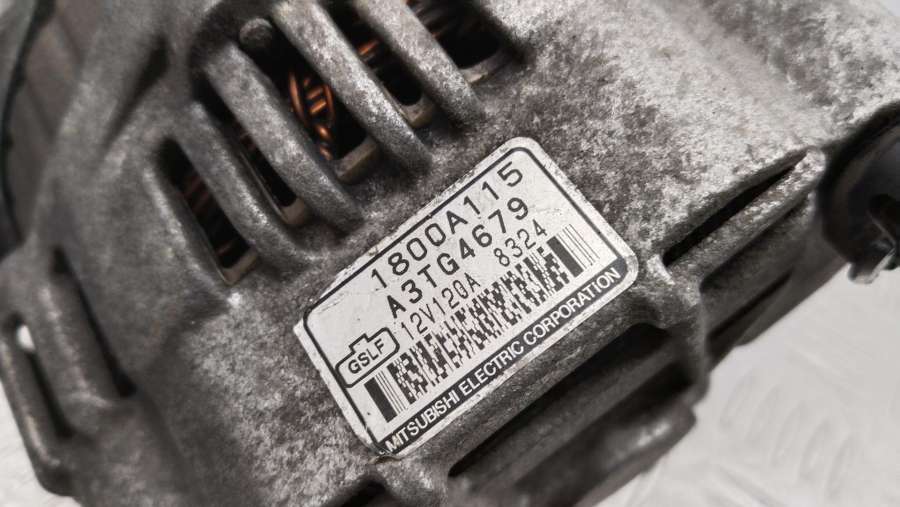 1800A115
A3TG4679
12V120A 8324
GSLF
MITSUBISHI ELECTRIC CORPORATION